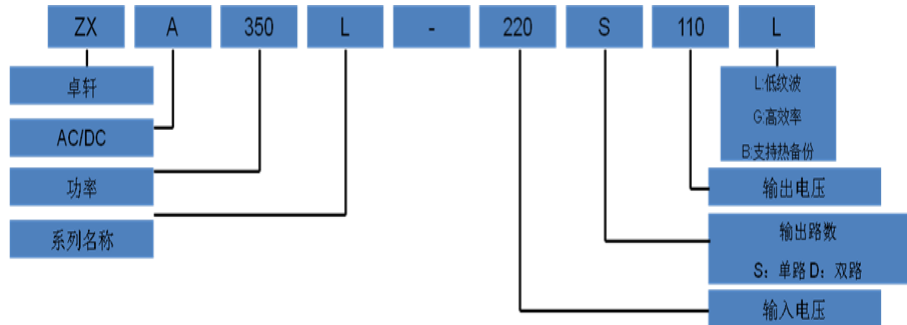 ZX A 350 L - 220 S 110 L
卓轩
AC/DC
功率
系列名称
L:低纹波
G:高效率
B:支持热备份
输出电压
输出路数
S：单路 D：双路
输入电压